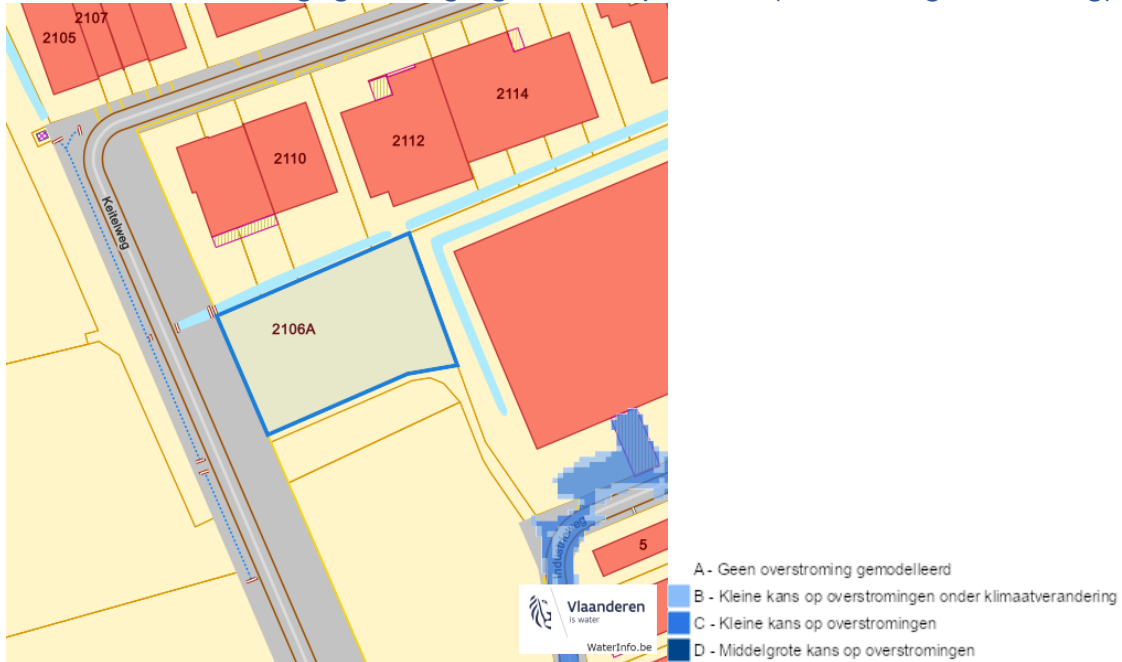 2107
2105
2114
2112
2110
Keitelweg
2106A
Industrieweg
5
Vlaanderen
is water
WaterInfo.be
A - Geen overstroming gemodelleerd
B - Kleine kans op overstromingen onder klimaatverandering
C - Kleine kans op overstromingen
D - Middelgrote kans op overstromingen